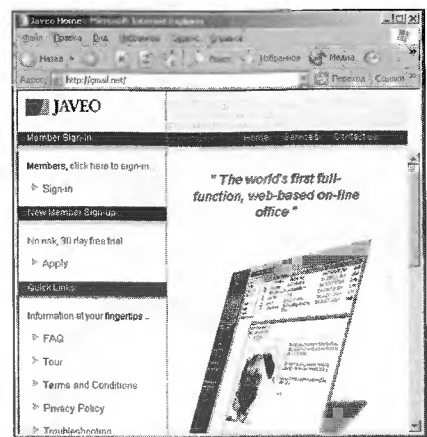 Javeo Home - Microsoft Internet Explorer
Файл Правка Вид Избранное Сервис Справка
Назад Поиск Избранное Медиа
Адрес: http://gmail.net/ Переход Ссылки »
JAVEO
Member Sign-in Home Services Contact us
Members, click here to sign-in
Sign-in
New Member Sign-up
No risk, 30 day free trial
Apply
Quick Links
Information at your fingertips ..
FAQ
Tour
Terms and Conditions
Privacy Policy
Troubleshooting
" The world's first full-
function, web-based on-line
office "